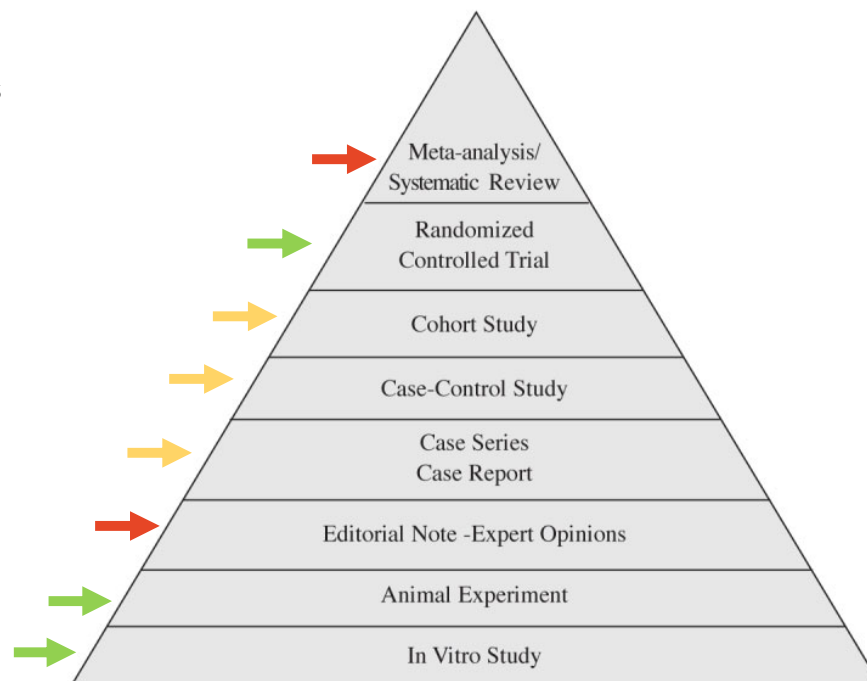 Meta-analysis/
Systematic Review
Randomized
Controlled Trial
Cohort Study
Case-Control Study
Case Series
Case Report
Editorial Note -Expert Opinions
Animal Experiment
In Vitro Study